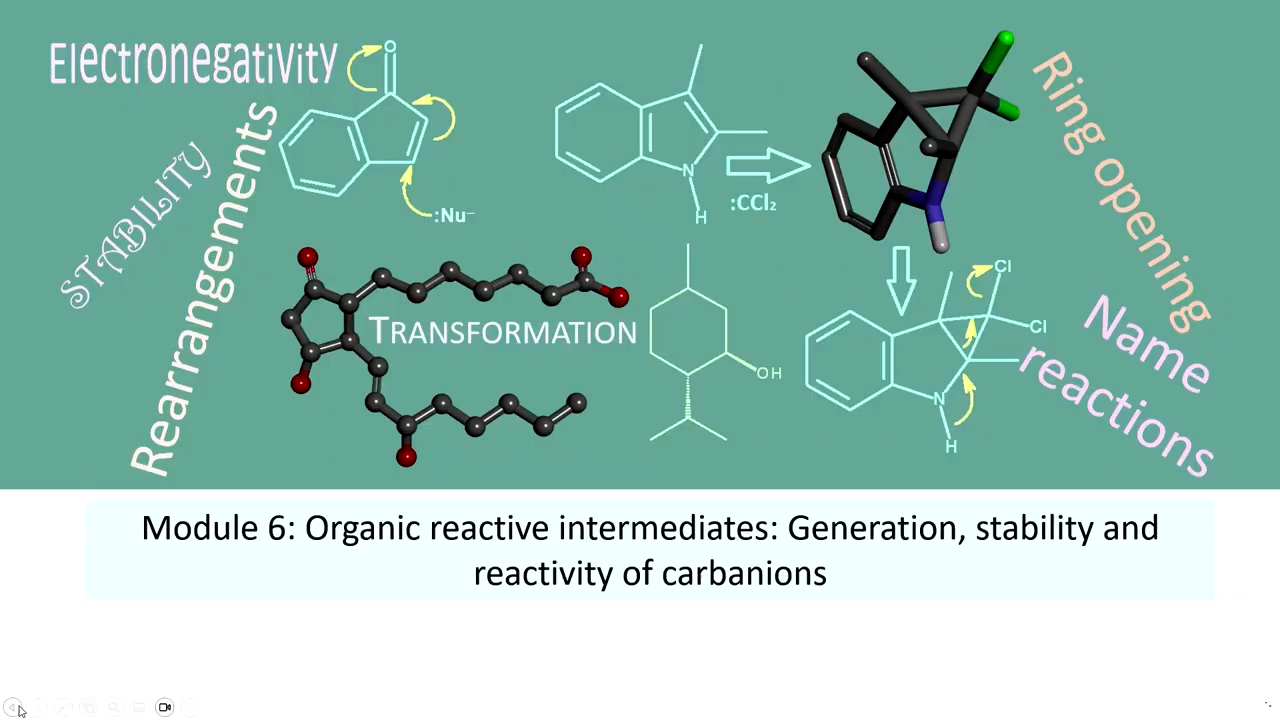 Electronegativity
STABILITY
Rearrangements
O
:Nu⁻
N
H
:CCl₂
TRANSFORMATION
OH
Cl
Cl
N
H
Ring opening
Name
reactions
Module 6: Organic reactive intermediates: Generation, stability and
reactivity of carbanions